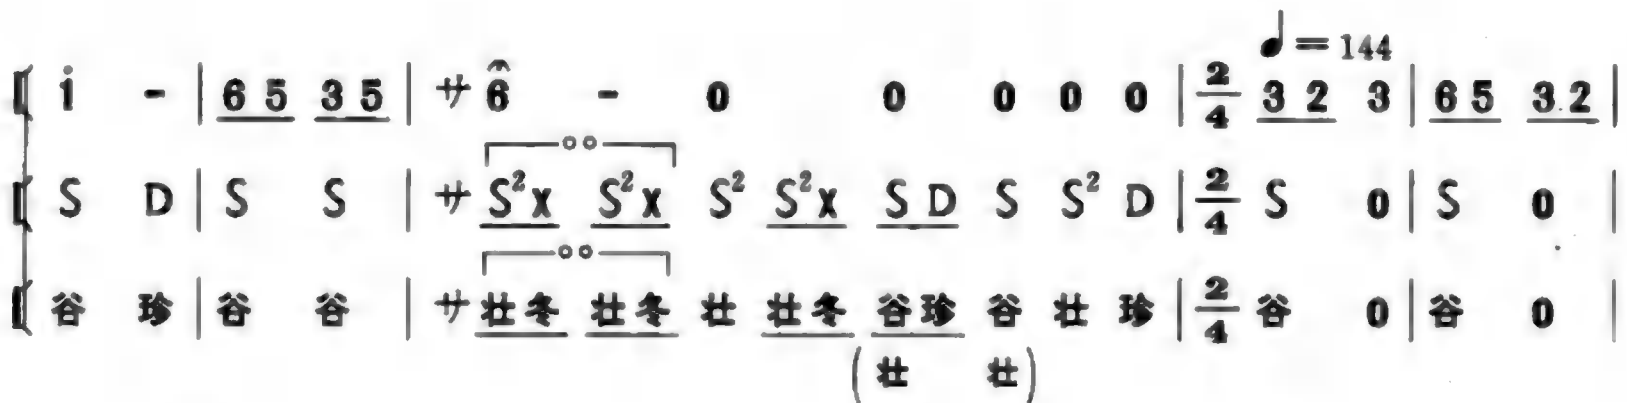 ♩=144
i - | 6 5 3 5 | サ 6 - 0 0 0 0 0 | 2/4 3 2 3 | 6 5 3 2 |
S D | S S | サ S²x S²x S² S²x S D S S² D | 2/4 S 0 | S 0 |
谷 珍 | 谷 谷 | サ 壮冬 壮冬 壮 壮冬 谷珍 谷 壮 珍 | 2/4 谷 0 | 谷 0 |
(壮 壮)